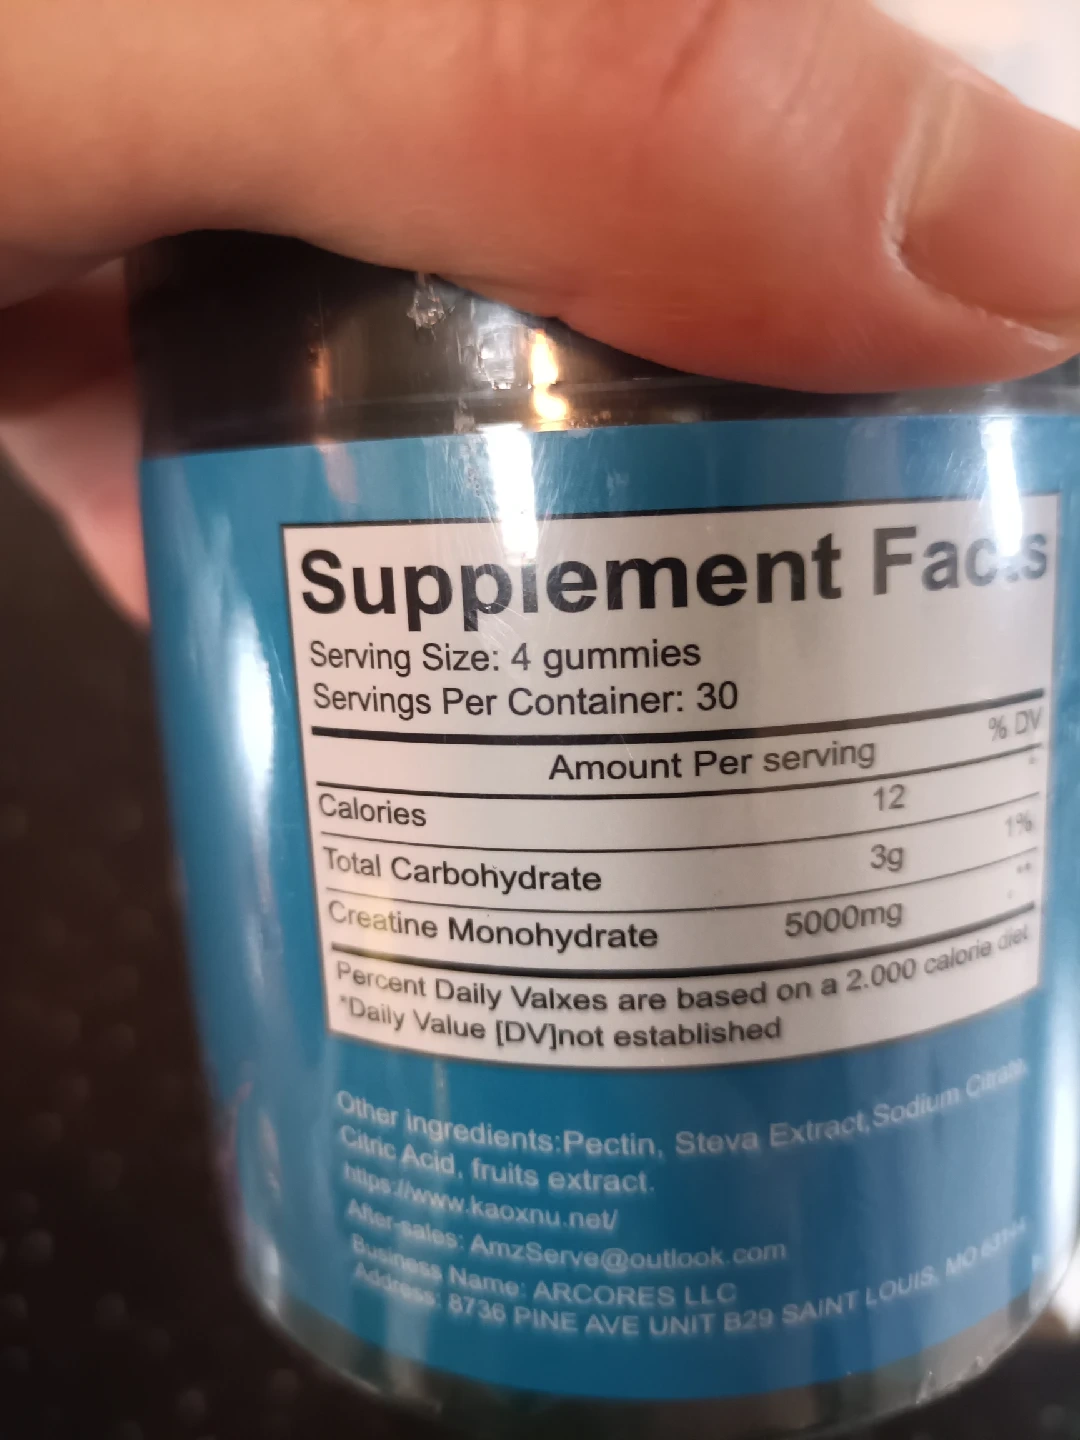 Supplement Facts
Serving Size: 4 gummies
Servings Per Container: 30
Amount Per serving % DV
Calories 12 *
Total Carbohydrate 3g 1%
Creatine Monohydrate 5000mg **
Percent Daily Valxes are based on a 2.000 calorie diet
*Daily Value [DV]not established
Other ingredients:Pectin, Steva Extract,Sodium Citrate,
Citric Acid, fruits extract.
https://www.kaoxnu.net/
After-sales: AmzServe@outlook.com
Business Name: ARCORES LLC
Address: 8736 PINE AVE UNIT B29 SAINT LOUIS, MO